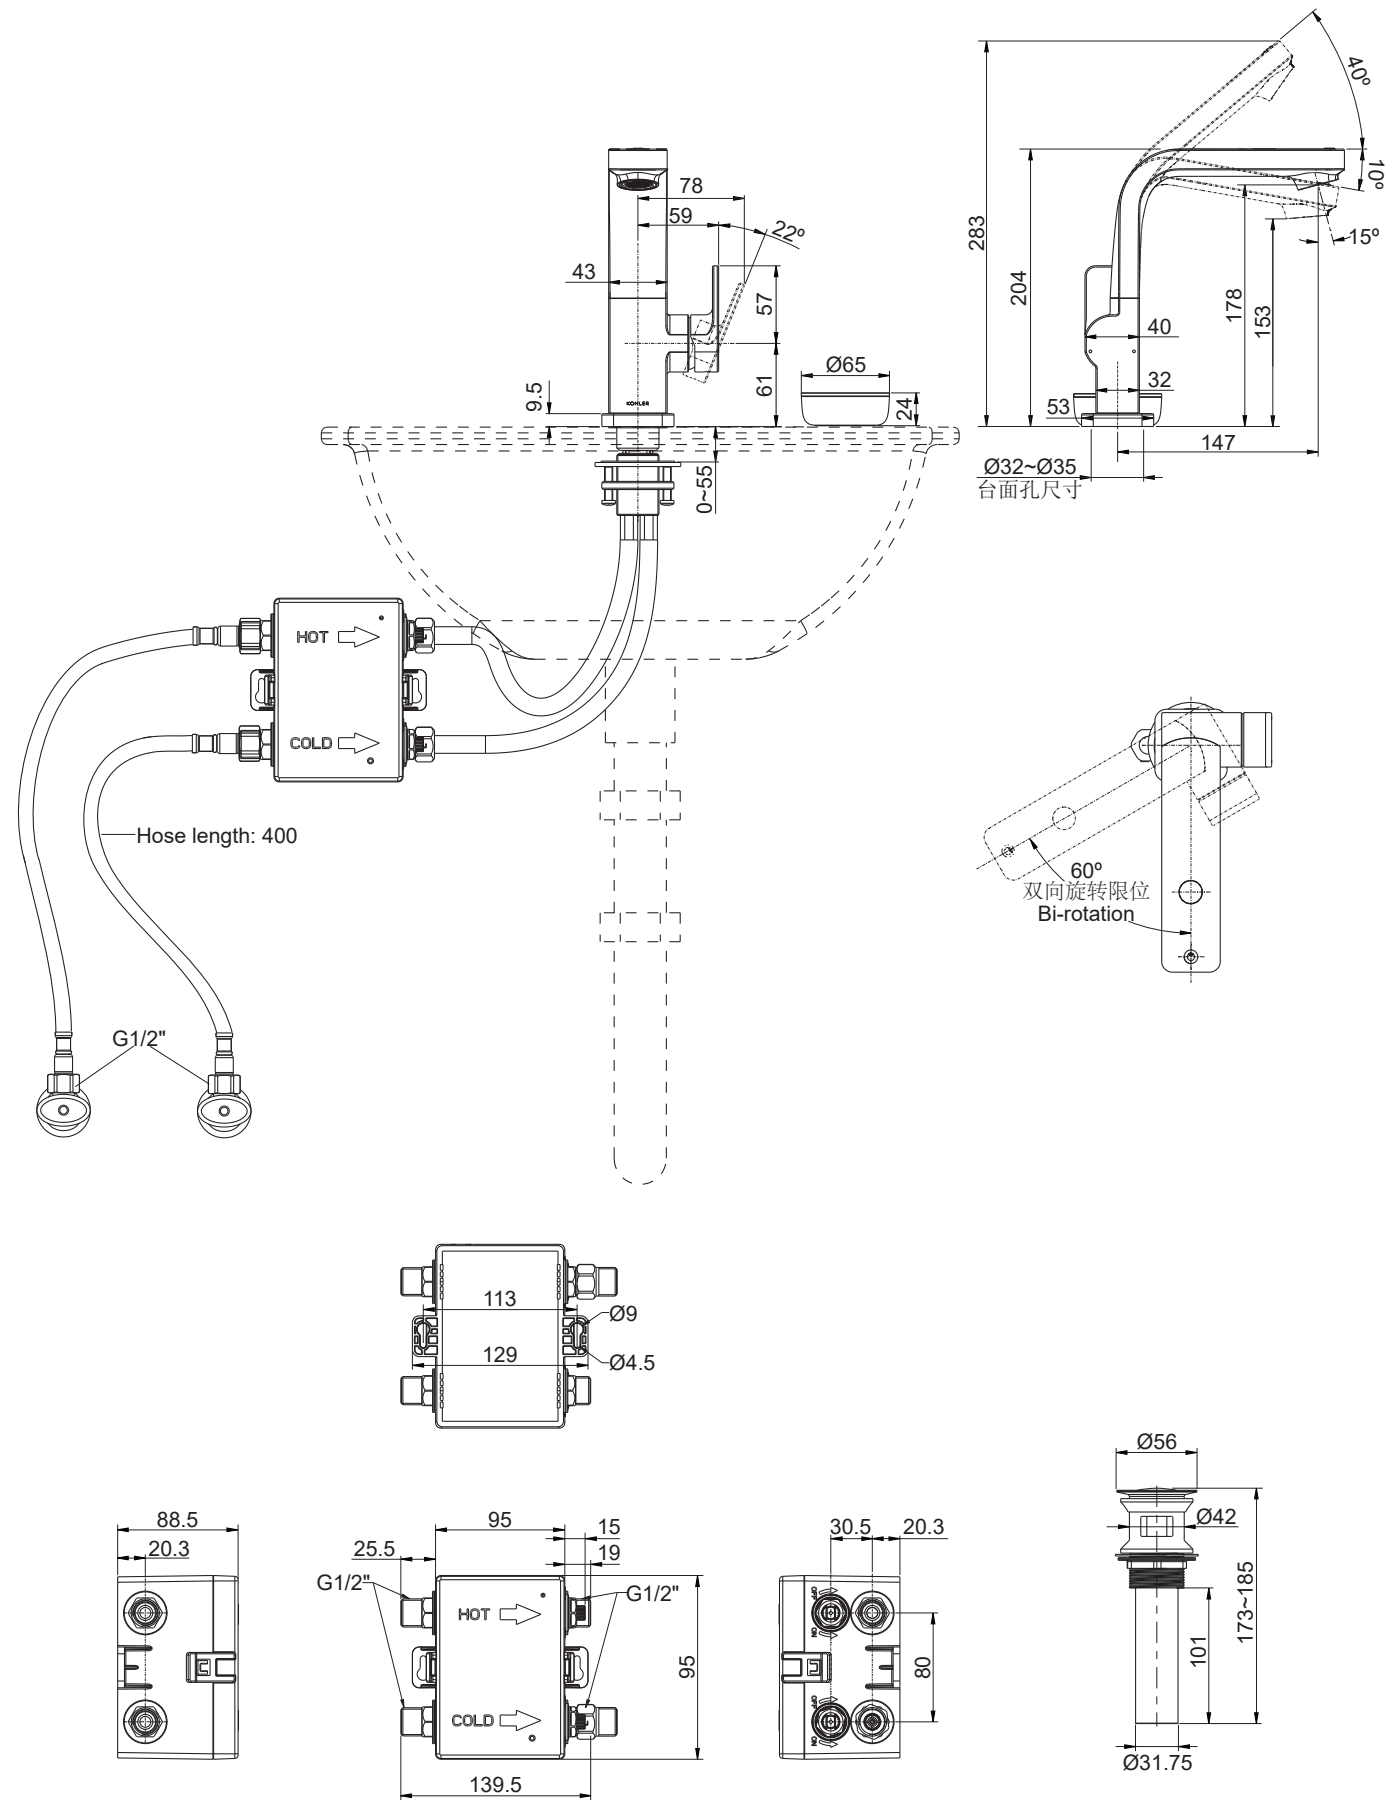 40º
10º
15º
283
204
178
153
40
32
53
147
Ø32~Ø35
台面孔尺寸
78
59
22º
43
57
61
9.5
KOHLER
Ø65
24
0~55
HOT
COLD
Hose length: 400
G1/2"
60º
双向旋转限位
Bi-rotation
113
Ø9
129
Ø4.5
88.5
20.3
95
15
25.5
19
G1/2"
G1/2"
HOT
COLD
95
139.5
30.5
20.3
OFF
ON
OFF
ON
80
Ø56
Ø42
173~185
101
Ø31.75